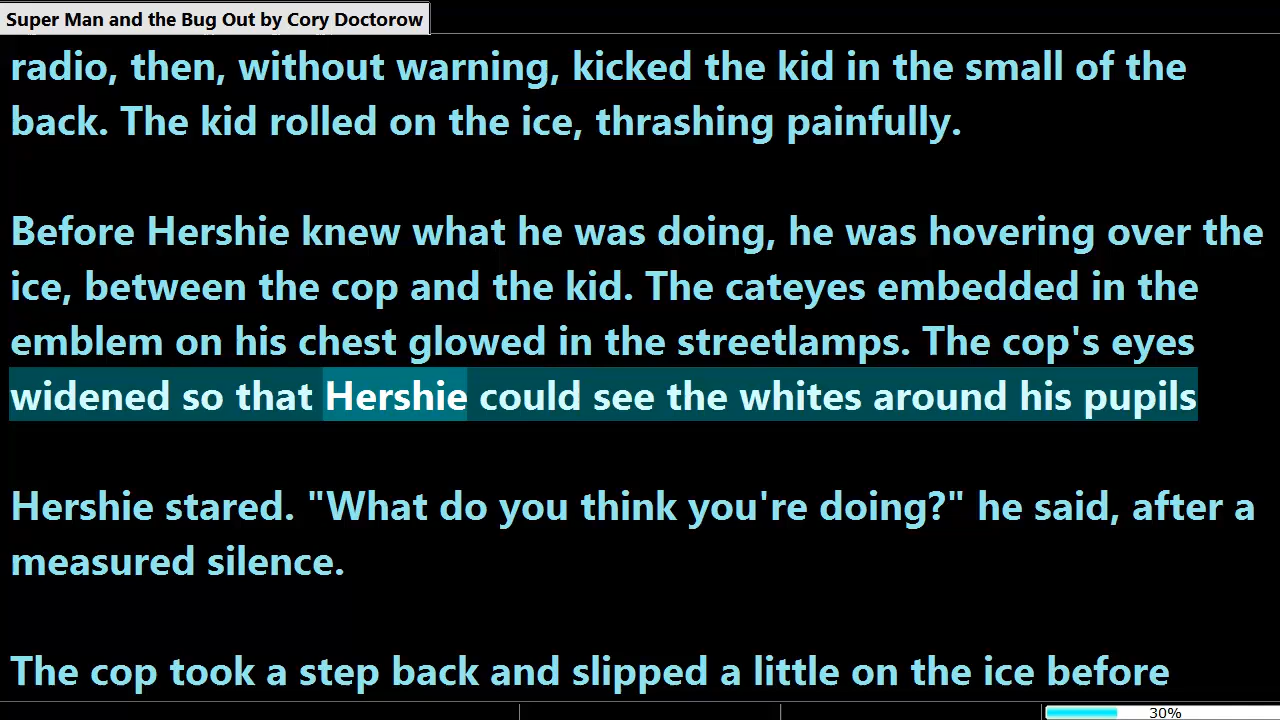 Super Man and the Bug Out by Cory Doctorow
radio, then, without warning, kicked the kid in the small of the
back. The kid rolled on the ice, thrashing painfully.
Before Hershie knew what he was doing, he was hovering over the
ice, between the cop and the kid. The cateyes embedded in the
emblem on his chest glowed in the streetlamps. The cop's eyes
widened so that Hershie could see the whites around his pupils
Hershie stared. "What do you think you're doing?" he said, after a
measured silence.
The cop took a step back and slipped a little on the ice before
30%